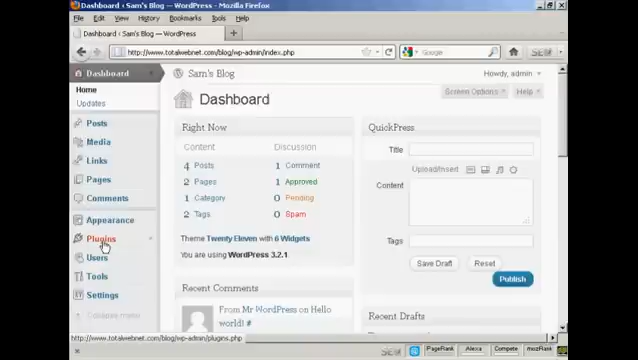 Dashboard ‹ Sam's Blog — WordPress - Mozilla Firefox
File Edit View History Bookmarks Tools Help
Dashboard ‹ Sam's Blog — WordPress
http://www.totalwebnet.com/blog/wp-admin/index.php
Google
Dashboard
Sam's Blog
Howdy, admin
Home
Updates
Screen Options
Help
Dashboard
Posts
Media
Links
Pages
Comments
Appearance
Plugins
Users
Tools
Settings
Collapse menu
Right Now
Content Discussion
4 Posts 1 Comment
2 Pages 1 Approved
1 Category 0 Pending
2 Tags 0 Spam
Theme Twenty Eleven with 6 Widgets
You are using WordPress 3.2.1
Recent Comments
From Mr WordPress on Hello
world! #
QuickPress
Title
Upload/Insert
Content
Tags
Save Draft Reset
Publish
Recent Drafts
http://www.totalwebnet.com/blog/wp-admin/plugins.php
PageRank Alexa Compete mozRank